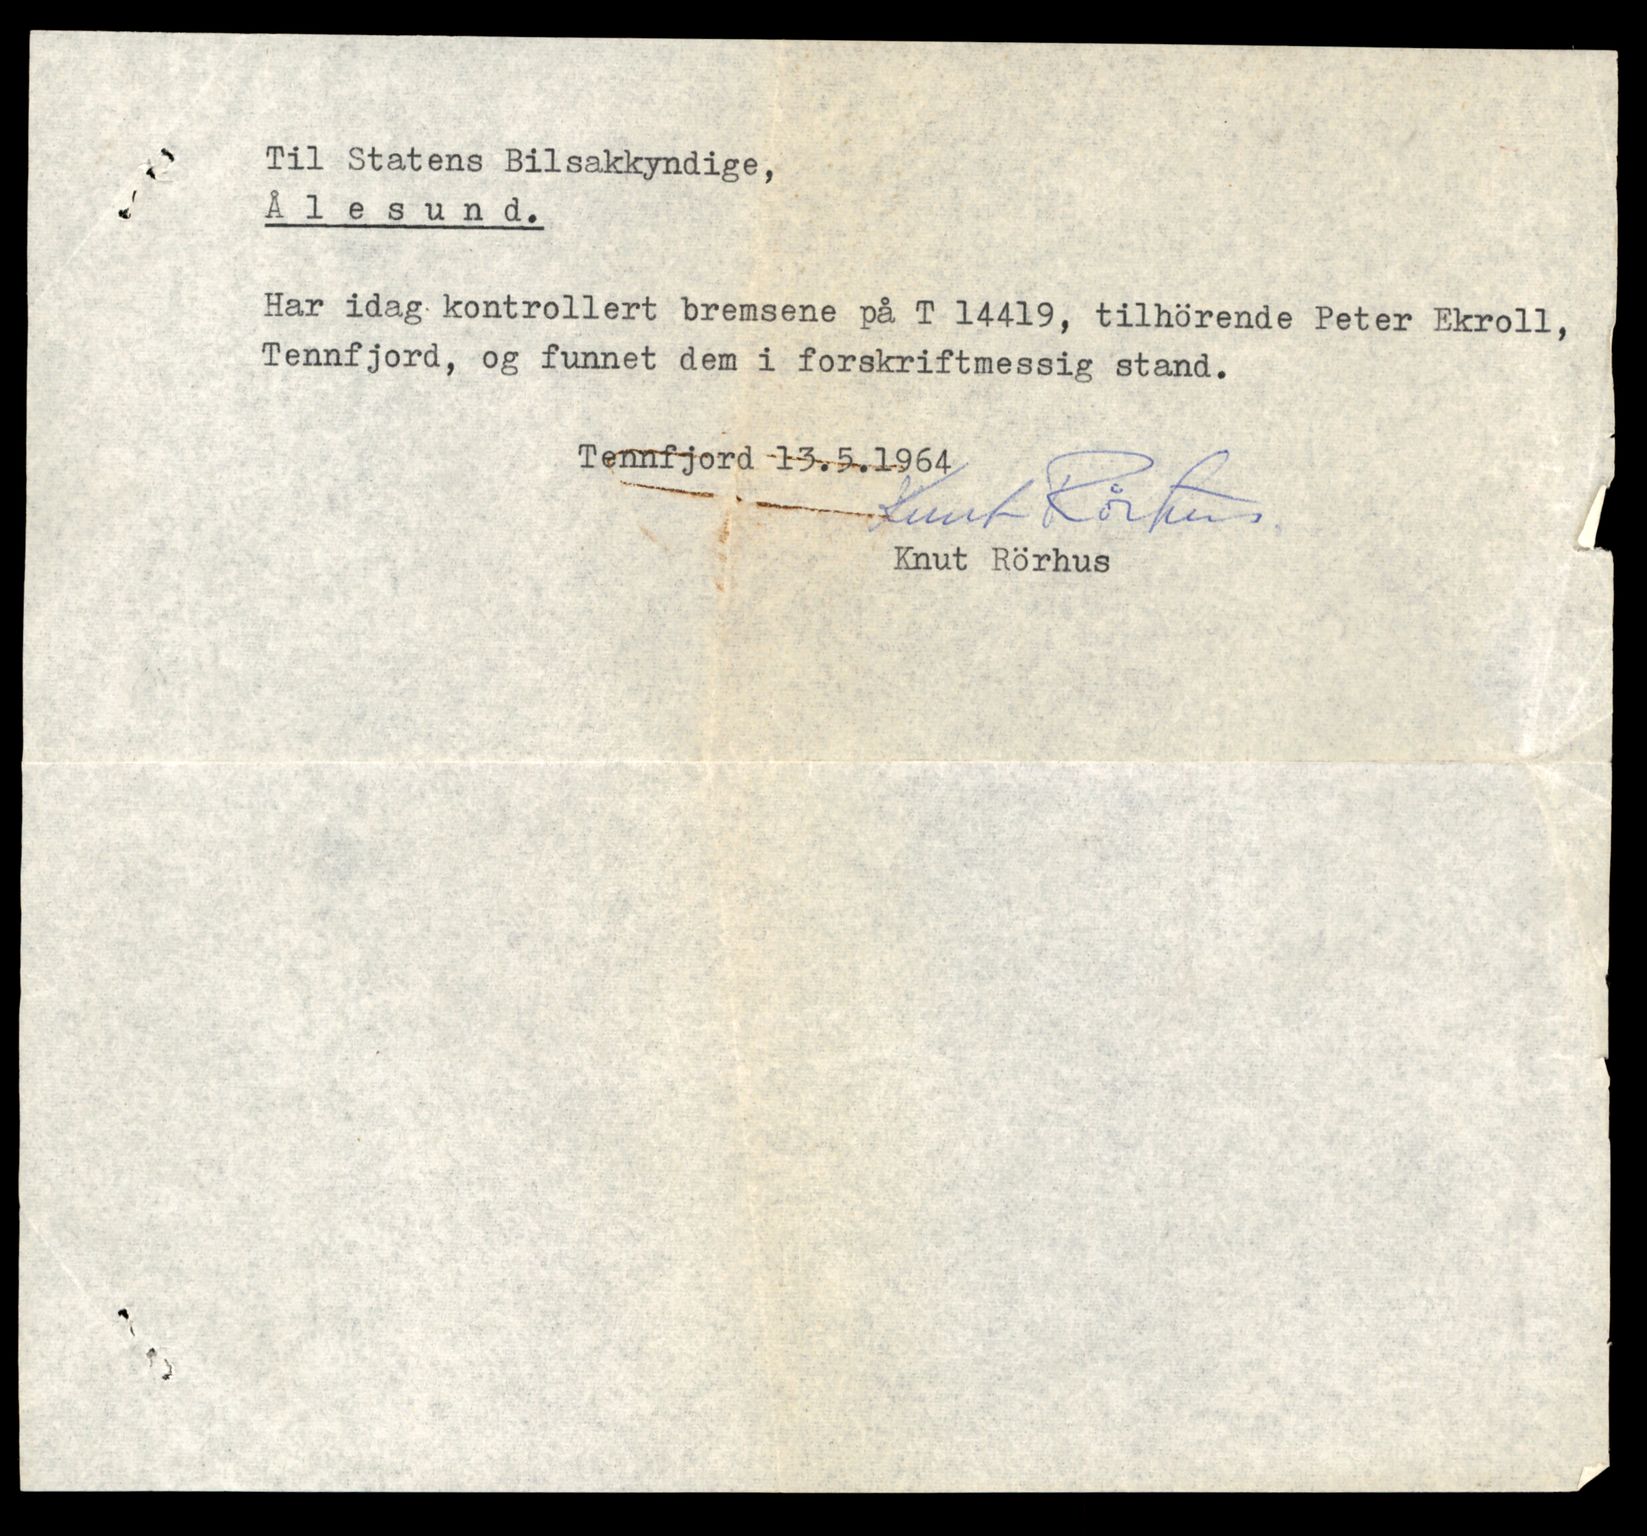 Til Statens Bilsakkyndige,
Å l e s u n d.
Har idag kontrollert bremsene på T 14419, tilhörende Peter Ekroll,
Tennfjord, og funnet dem i forskriftmessig stand.
Tennfjord 13.5.1964
Knut Rörhus
Knut Rörhus